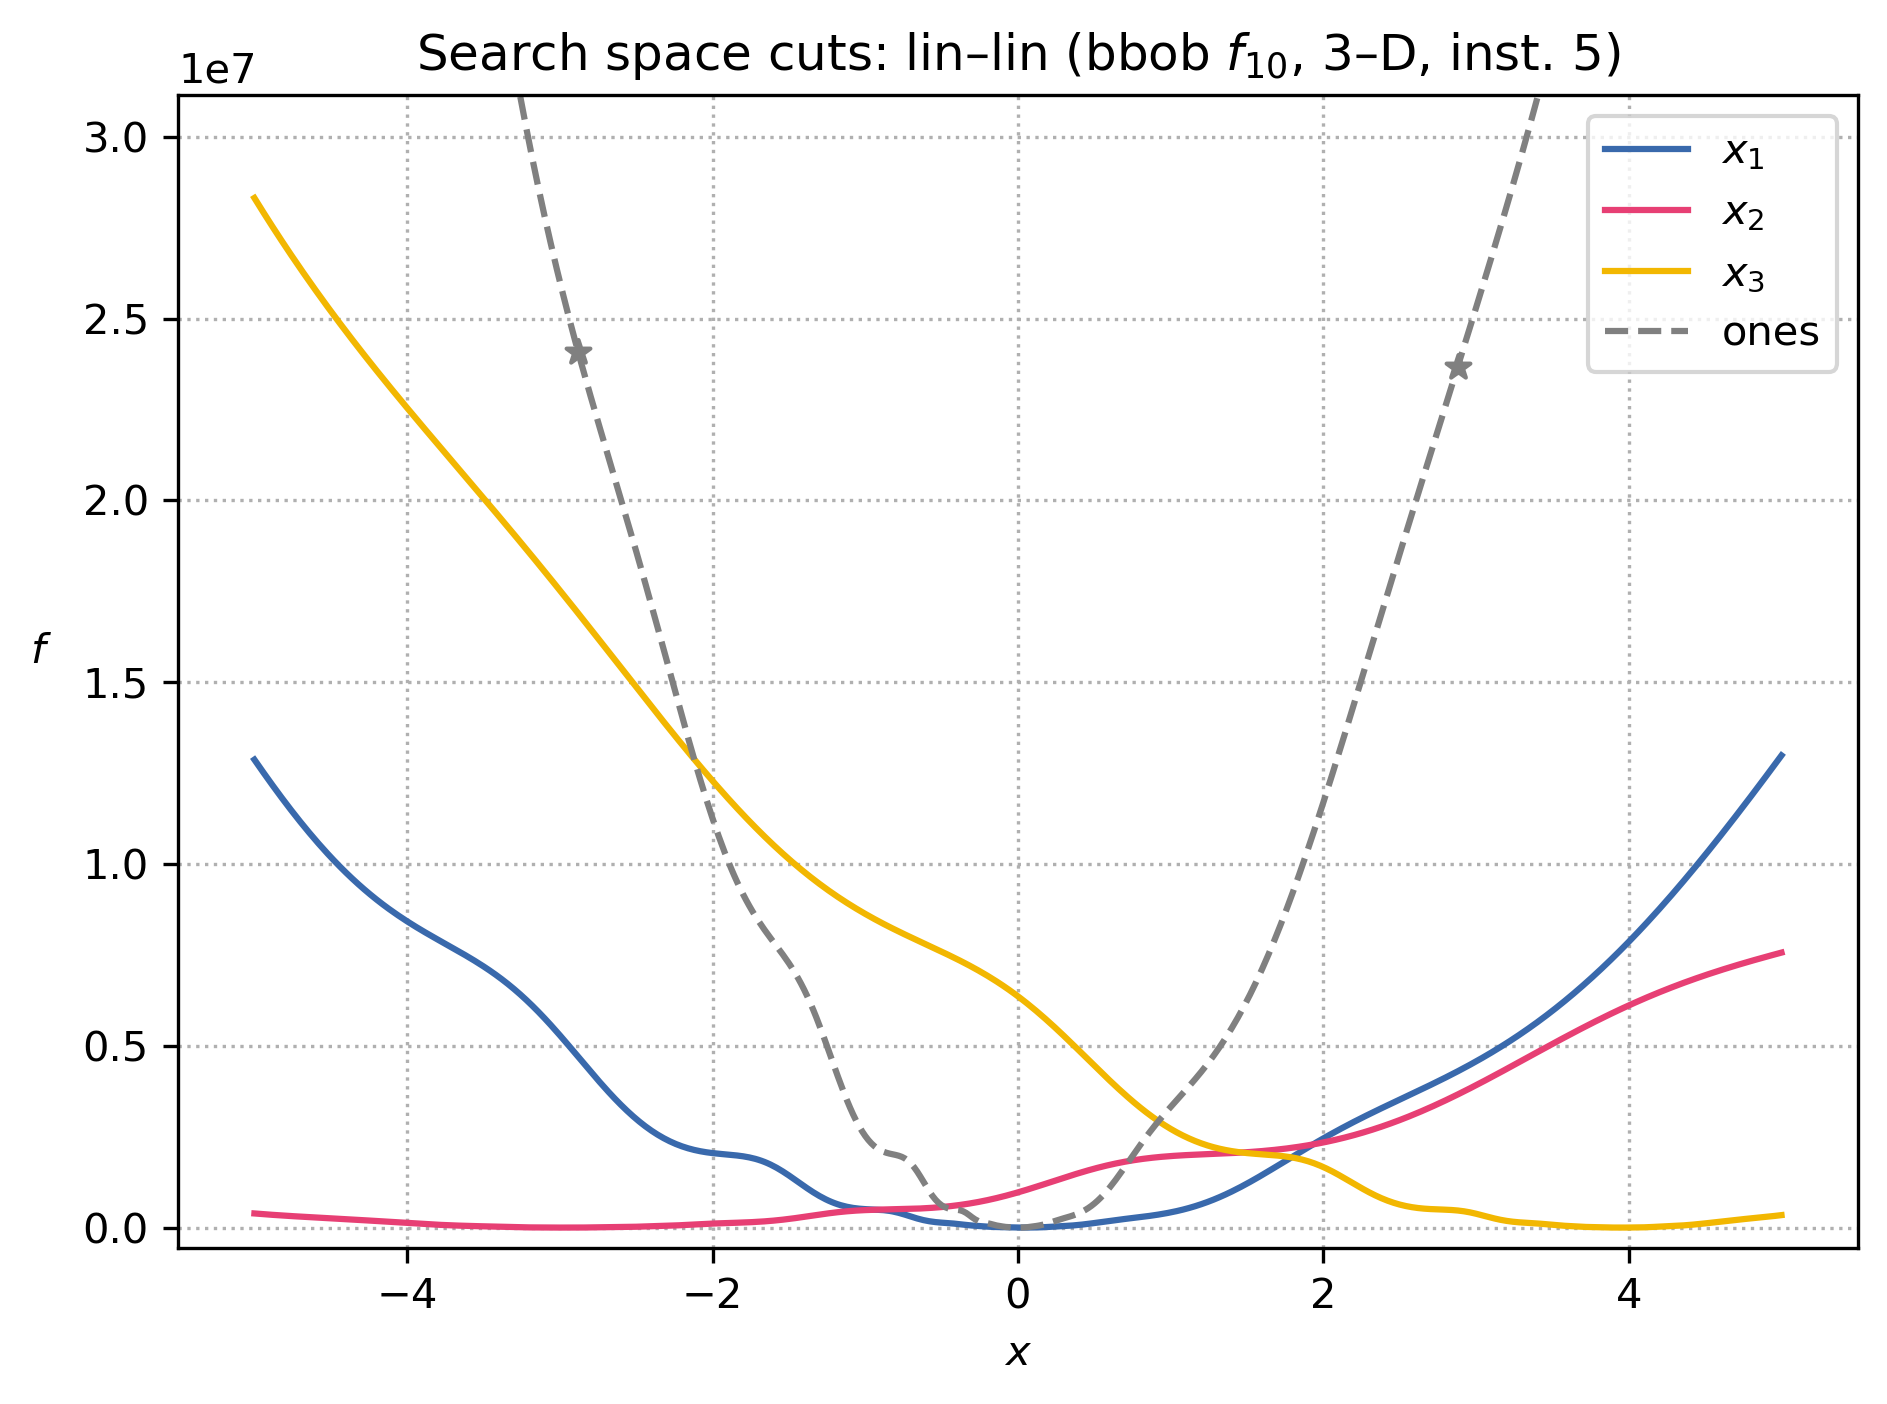 Search space cuts: lin–lin (bbob f₁₀, 3–D, inst. 5)
1e7
3.0
2.5
2.0
1.5
1.0
0.5
0.0
f
x₁
x₂
x₃
ones
−4 −2 0 2 4
x